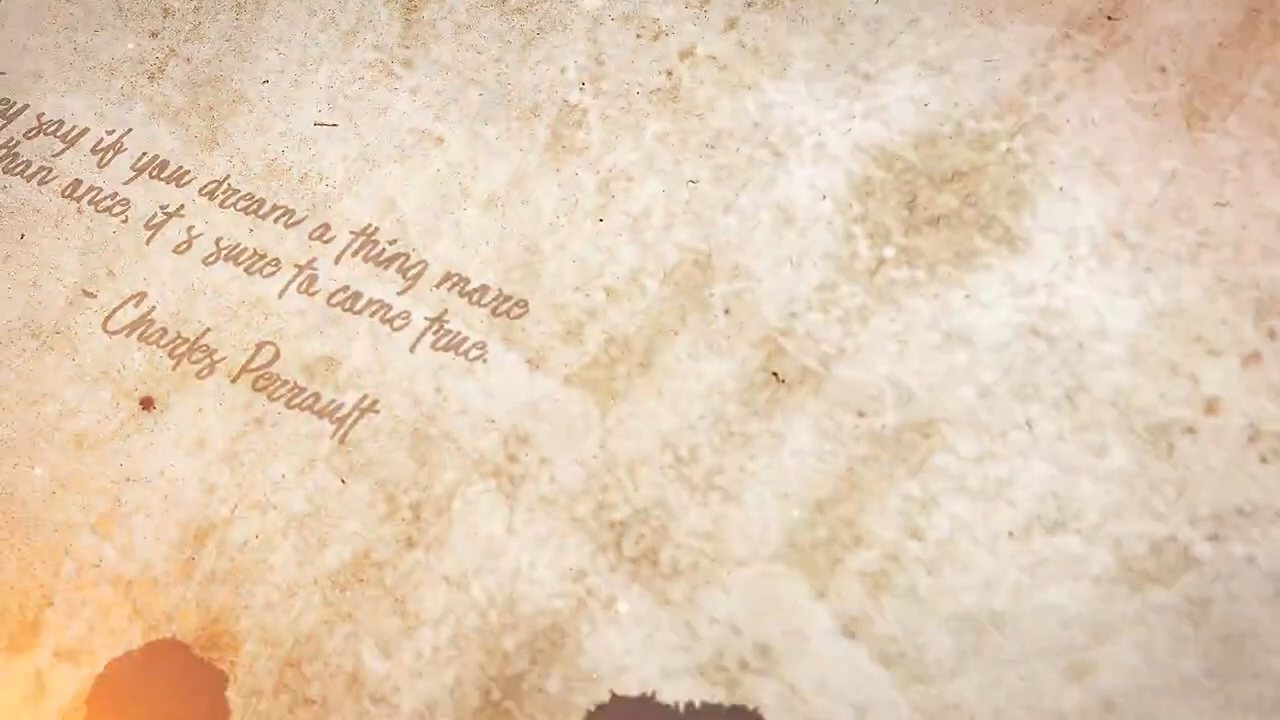 ey say if you dream a thing more
than once, it's sure to come true.
- Charles Perrault